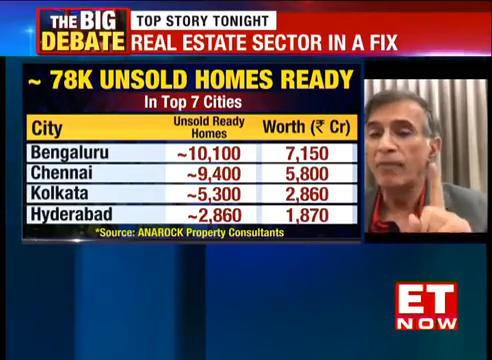 THE BIG
DEBATE
TOP STORY TONIGHT
REAL ESTATE SECTOR IN A FIX
~ 78K UNSOLD HOMES READY
In Top 7 Cities
City Unsold Ready Homes Worth (₹ Cr)
Bengaluru ~10,100 7,150
Chennai ~9,400 5,800
Kolkata ~5,300 2,860
Hyderabad ~2,860 1,870
*Source: ANAROCK Property Consultants
ET
NOW